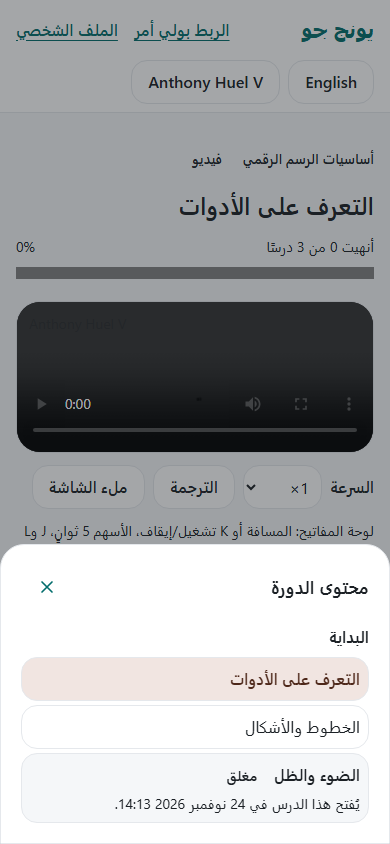 يونج جو
الربط بولي أمر
الملف الشخصي
English
Anthony Huel V
أساسيات الرسم الرقمي
فيديو
التعرف على الأدوات
أنهيت 0 من 3 درسًا
0%
Anthony Huel V
0:00
السرعة
1×
الترجمة
ملء الشاشة
لوحة المفاتيح: المسافة أو K تشغيل/إيقاف، الأسهم 5 ثوانٍ، J ولـ
محتوى الدورة
البداية
التعرف على الأدوات
الخطوط والأشكال
الضوء والظل
مغلق
يُفتح هذا الدرس في 24 نوفمبر 2026 14:13.